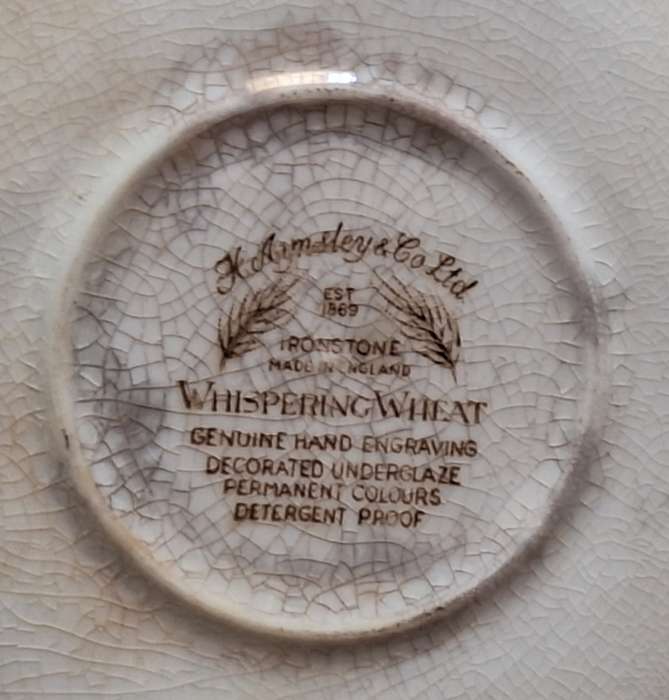 H. Aynsley & Co Ltd.
EST
1869
IRONSTONE
MADE IN ENGLAND
WHISPERING WHEAT
GENUINE HAND ENGRAVING
DECORATED UNDERGLAZE
PERMANENT COLOURS
DETERGENT PROOF